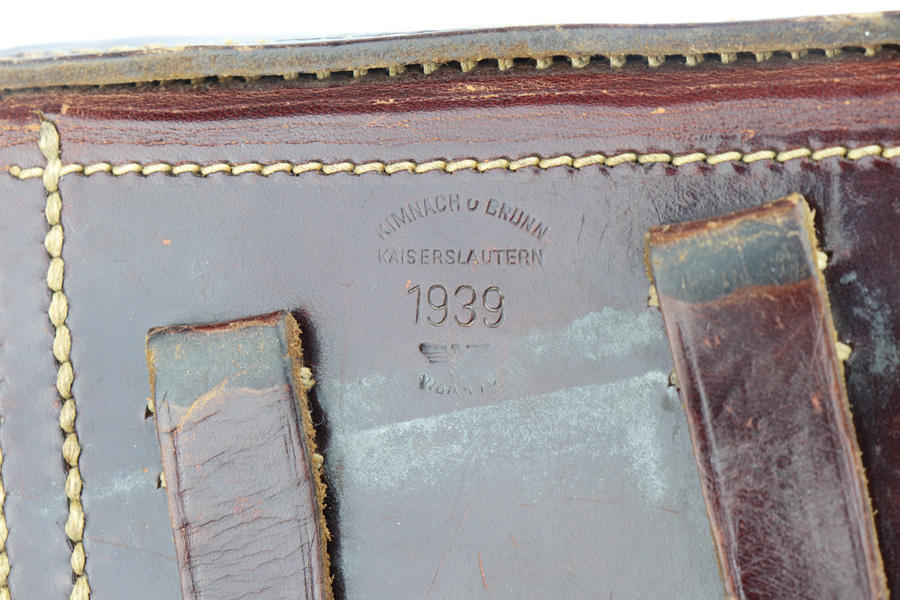 KIMNACH u BRUNN
KAISERSLAUTERN
1939